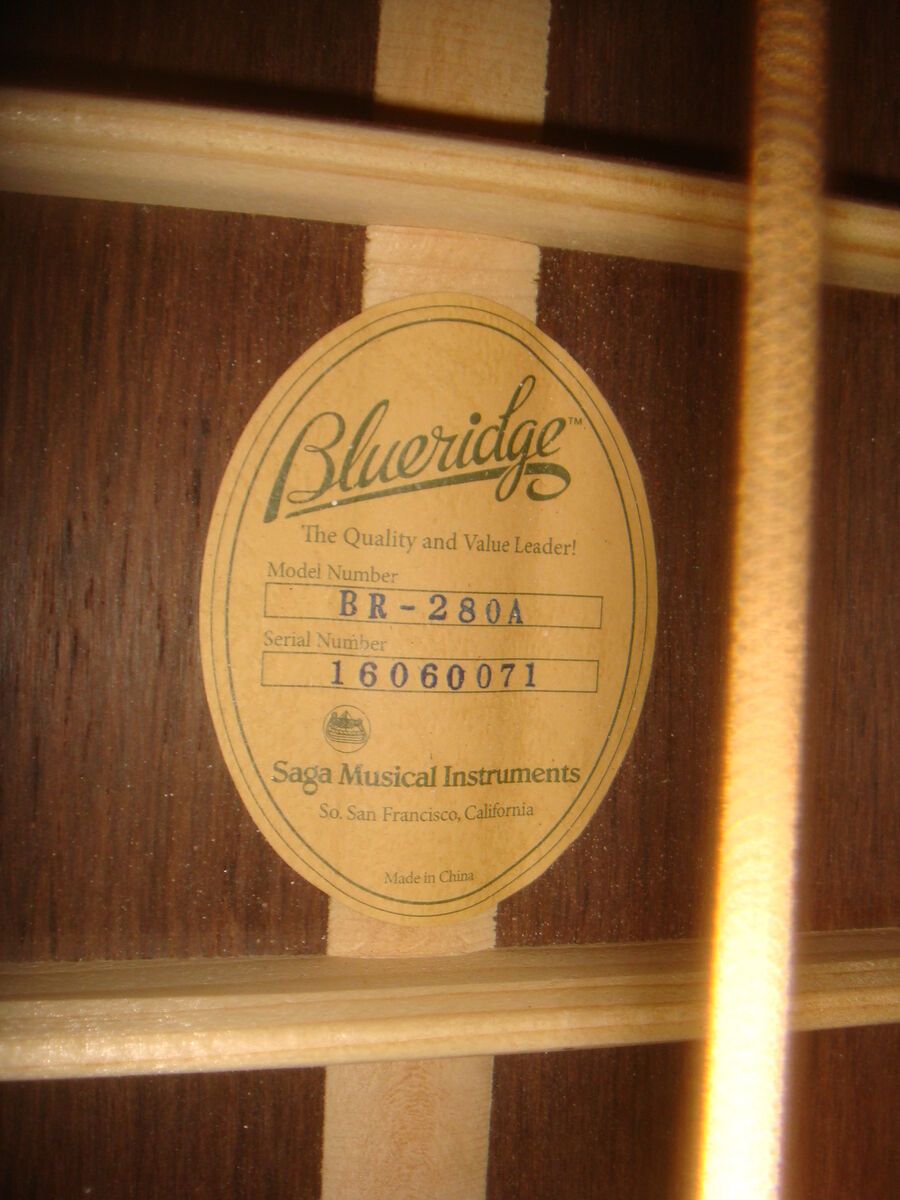 Blueridge™
The Quality and Value Leader!
Model Number
BR-280A
Serial Number
16060071
Saga Musical Instruments
So. San Francisco, California
Made in China